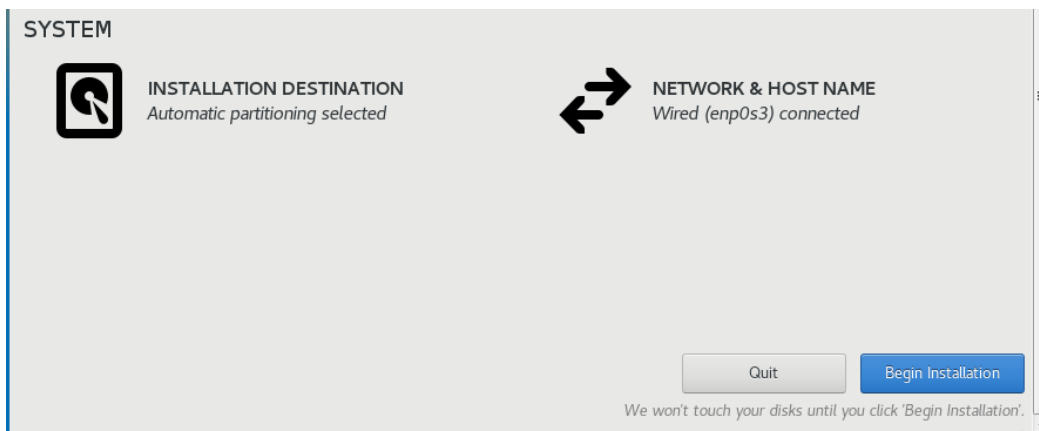 SYSTEM
INSTALLATION DESTINATION
Automatic partitioning selected
NETWORK & HOST NAME
Wired (enp0s3) connected
Quit
Begin Installation
We won't touch your disks until you click 'Begin Installation'.